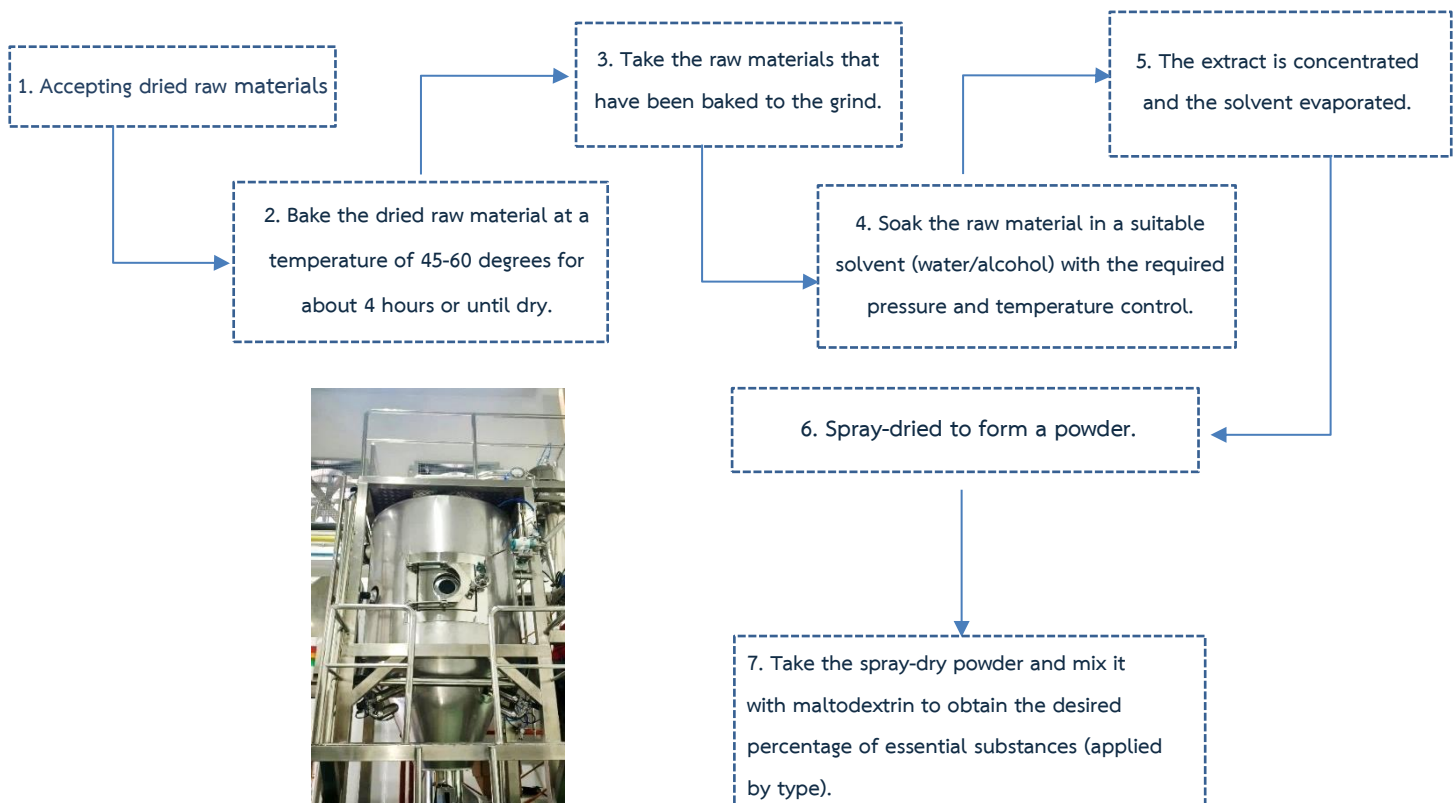 1. Accepting dried raw materials
2. Bake the dried raw material at a
temperature of 45-60 degrees for
about 4 hours or until dry.
3. Take the raw materials that
have been baked to the grind.
4. Soak the raw material in a suitable
solvent (water/alcohol) with the required
pressure and temperature control.
5. The extract is concentrated
and the solvent evaporated.
6. Spray-dried to form a powder.
7. Take the spray-dry powder and mix it
with maltodextrin to obtain the desired
percentage of essential substances (applied
by type).